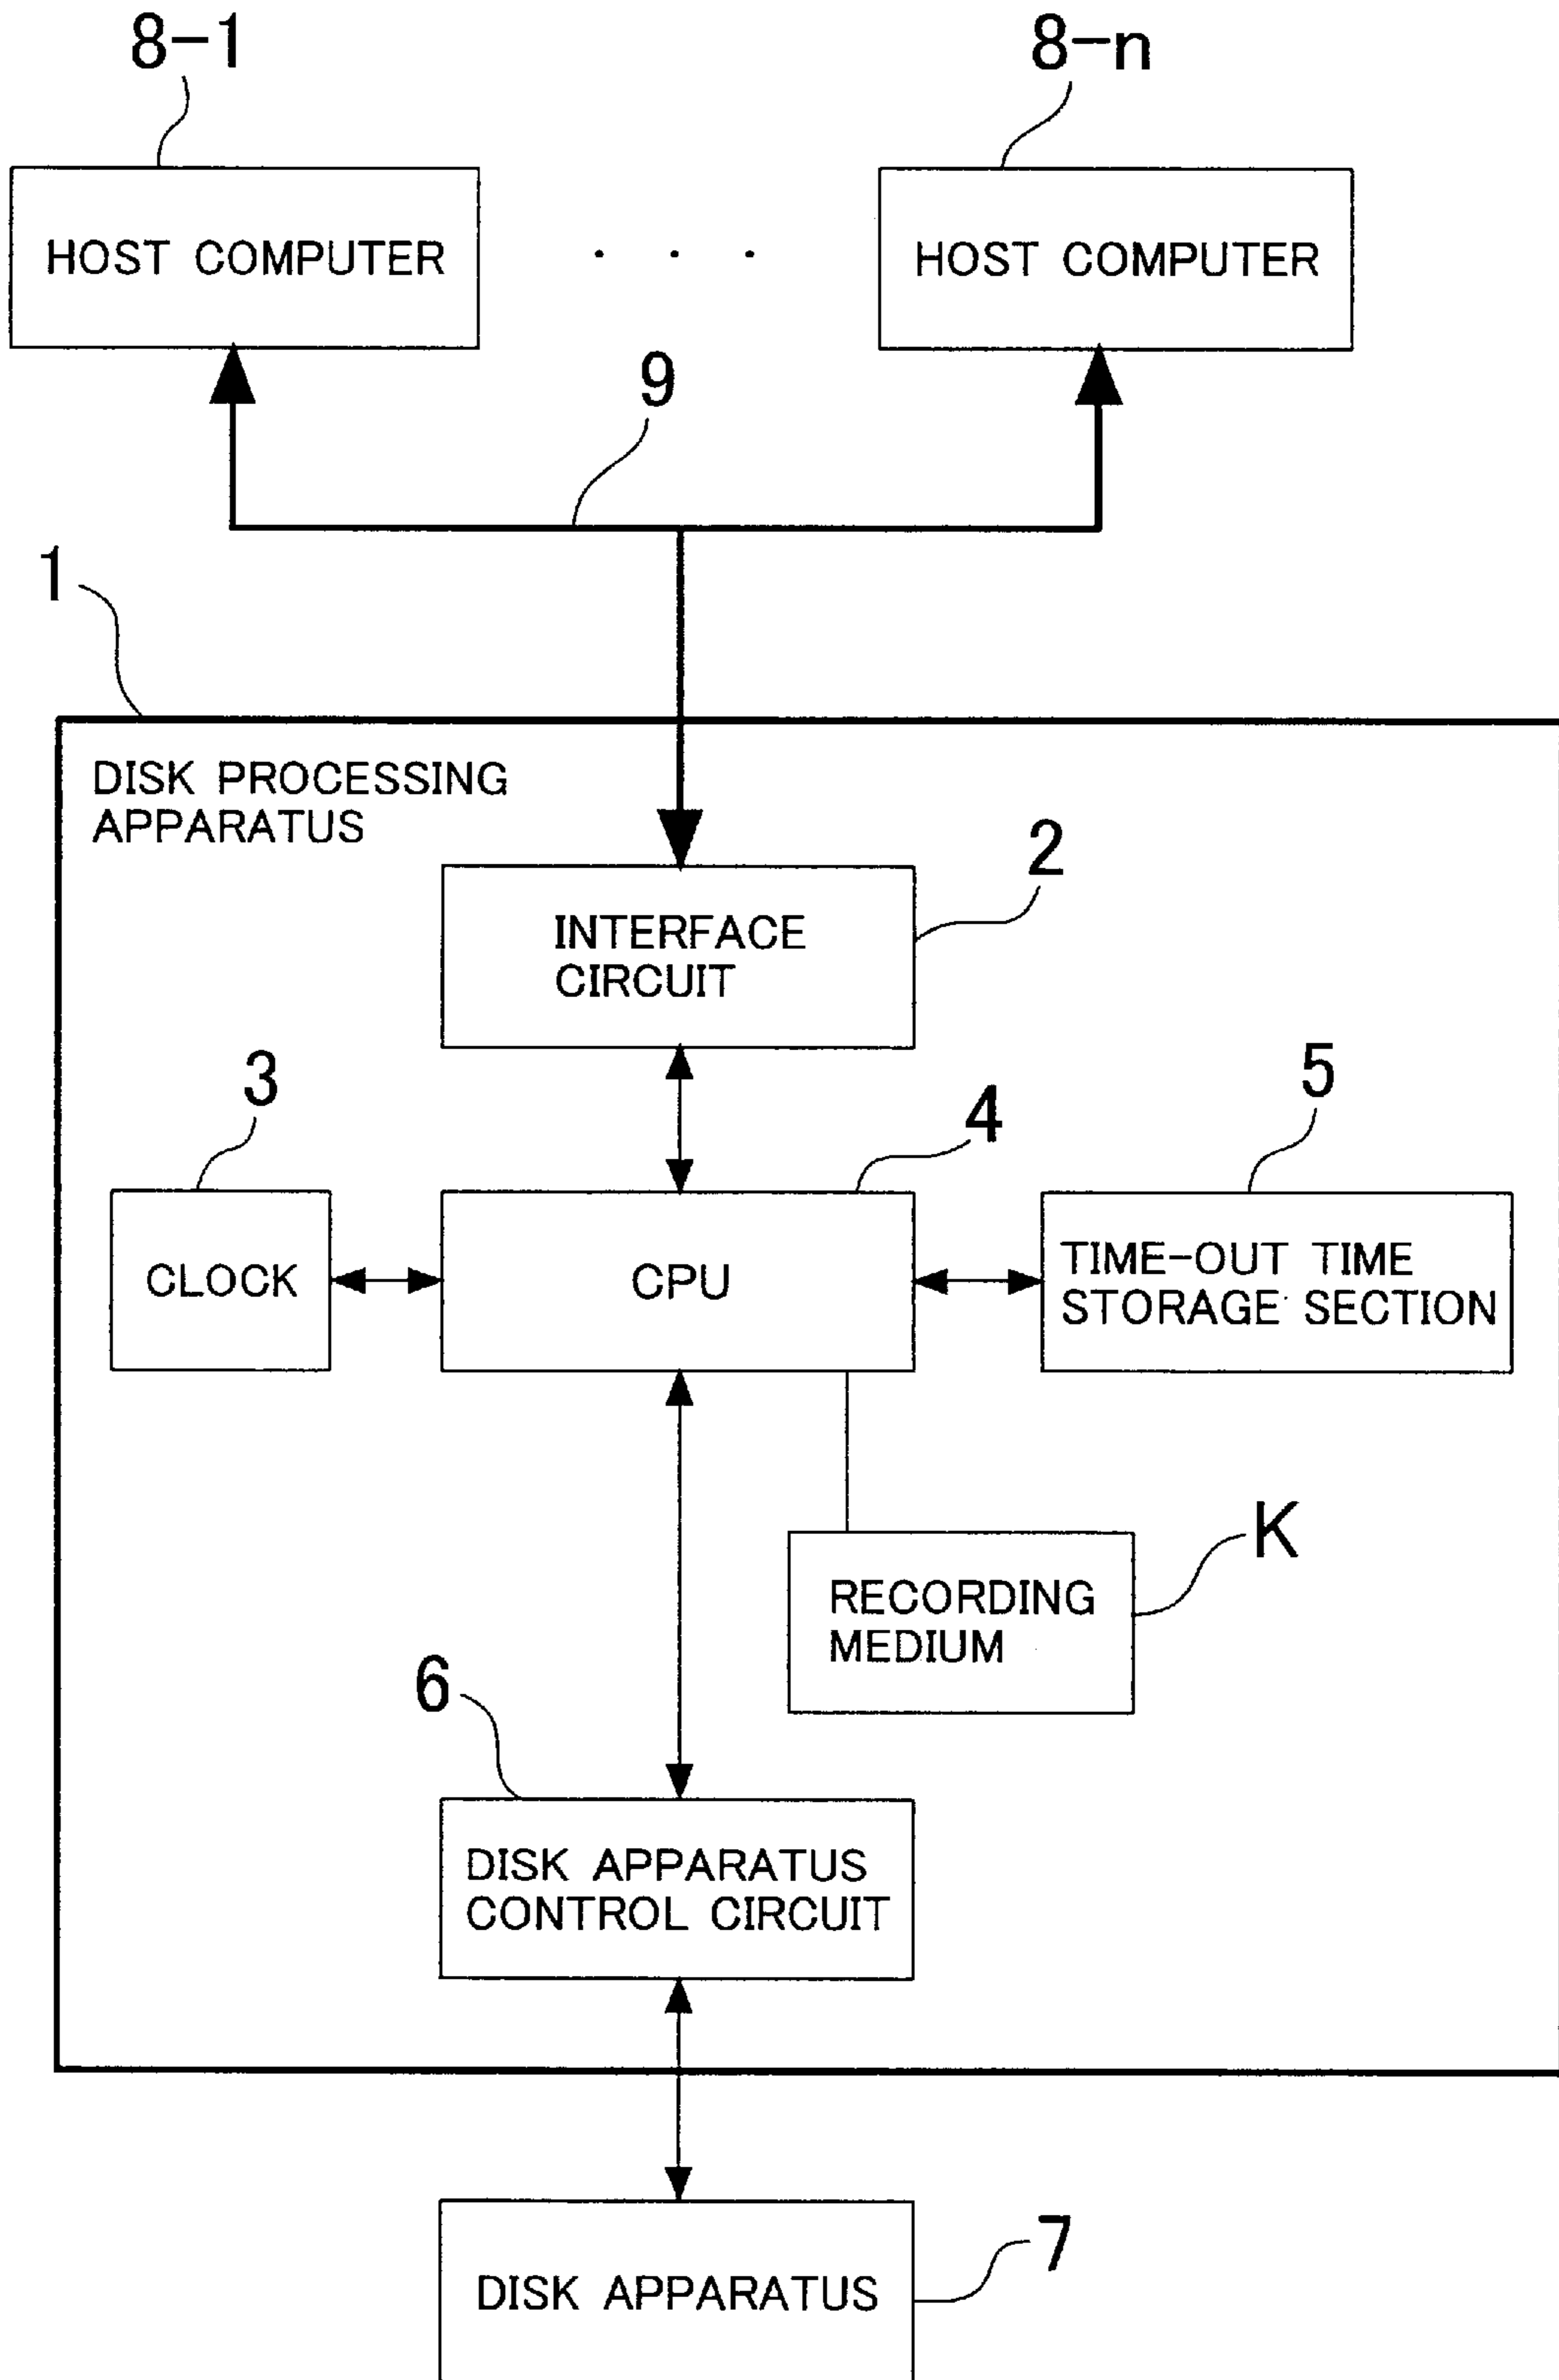 8-1
8-n
HOST COMPUTER
. . .
HOST COMPUTER
9
1
DISK PROCESSING
APPARATUS
2
INTERFACE
CIRCUIT
3
4
5
CLOCK
CPU
TIME-OUT TIME
STORAGE SECTION
K
RECORDING
MEDIUM
6
DISK APPARATUS
CONTROL CIRCUIT
7
DISK APPARATUS